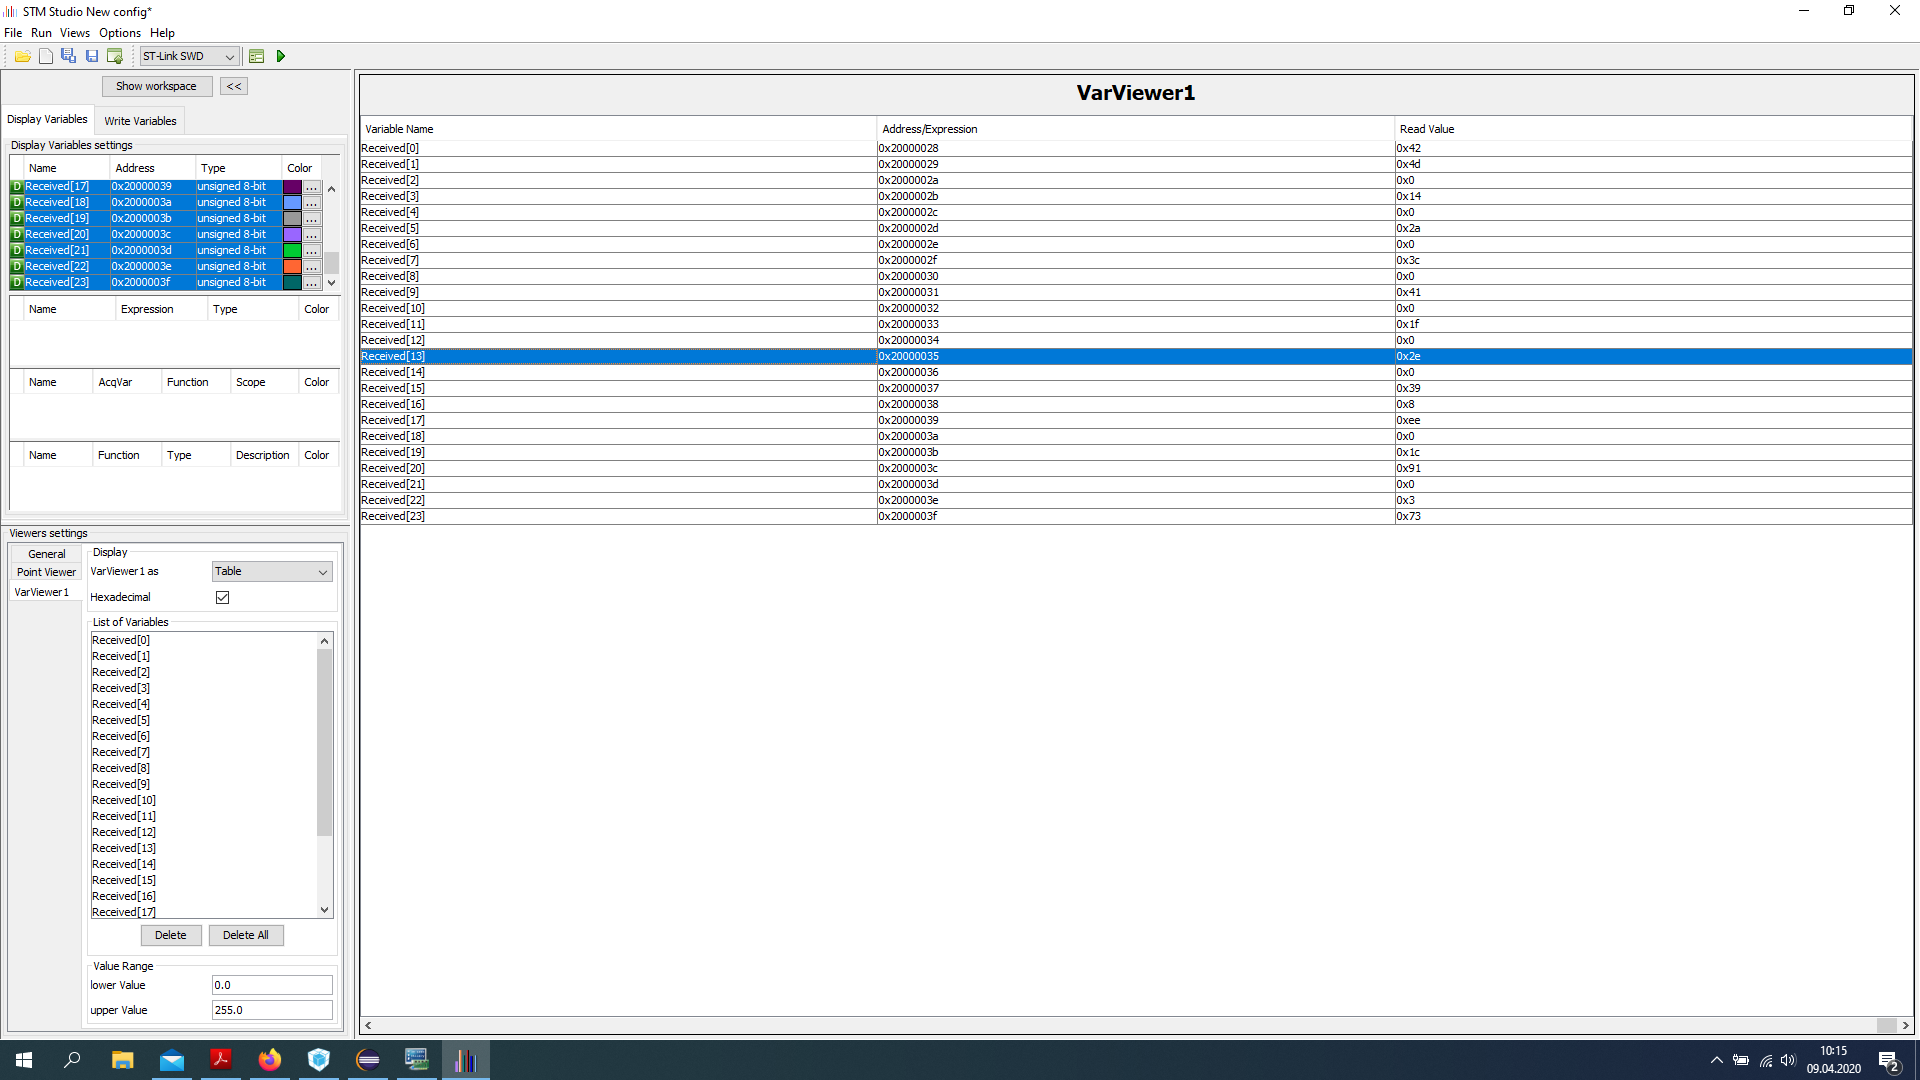 STM Studio New config*
File Run Views Options Help
ST-Link SWD
Show workspace <<
Display Variables Write Variables
Display Variables settings
Name Address Type Color
D Received[17] 0x20000039 unsigned 8-bit ...
D Received[18] 0x2000003a unsigned 8-bit ...
D Received[19] 0x2000003b unsigned 8-bit ...
D Received[20] 0x2000003c unsigned 8-bit ...
D Received[21] 0x2000003d unsigned 8-bit ...
D Received[22] 0x2000003e unsigned 8-bit ...
D Received[23] 0x2000003f unsigned 8-bit ...
Name Expression Type Color
Name AcqVar Function Scope Color
Name Function Type Description Color
Viewers settings
General
Point Viewer
VarViewer1
Display
VarViewer1 as Table
Hexadecimal
List of Variables
Received[0]
Received[1]
Received[2]
Received[3]
Received[4]
Received[5]
Received[6]
Received[7]
Received[8]
Received[9]
Received[10]
Received[11]
Received[12]
Received[13]
Received[14]
Received[15]
Received[16]
Received[17]
Delete Delete All
Value Range
lower Value 0.0
upper Value 255.0
VarViewer1
Variable Name Address/Expression Read Value
Received[0] 0x20000028 0x42
Received[1] 0x20000029 0x4d
Received[2] 0x2000002a 0x0
Received[3] 0x2000002b 0x14
Received[4] 0x2000002c 0x0
Received[5] 0x2000002d 0x2a
Received[6] 0x2000002e 0x0
Received[7] 0x2000002f 0x3c
Received[8] 0x20000030 0x0
Received[9] 0x20000031 0x41
Received[10] 0x20000032 0x0
Received[11] 0x20000033 0x1f
Received[12] 0x20000034 0x0
Received[13] 0x20000035 0x2e
Received[14] 0x20000036 0x0
Received[15] 0x20000037 0x39
Received[16] 0x20000038 0x8
Received[17] 0x20000039 0xee
Received[18] 0x2000003a 0x0
Received[19] 0x2000003b 0x1c
Received[20] 0x2000003c 0x91
Received[21] 0x2000003d 0x0
Received[22] 0x2000003e 0x3
Received[23] 0x2000003f 0x73
10:15
09.04.2020
2